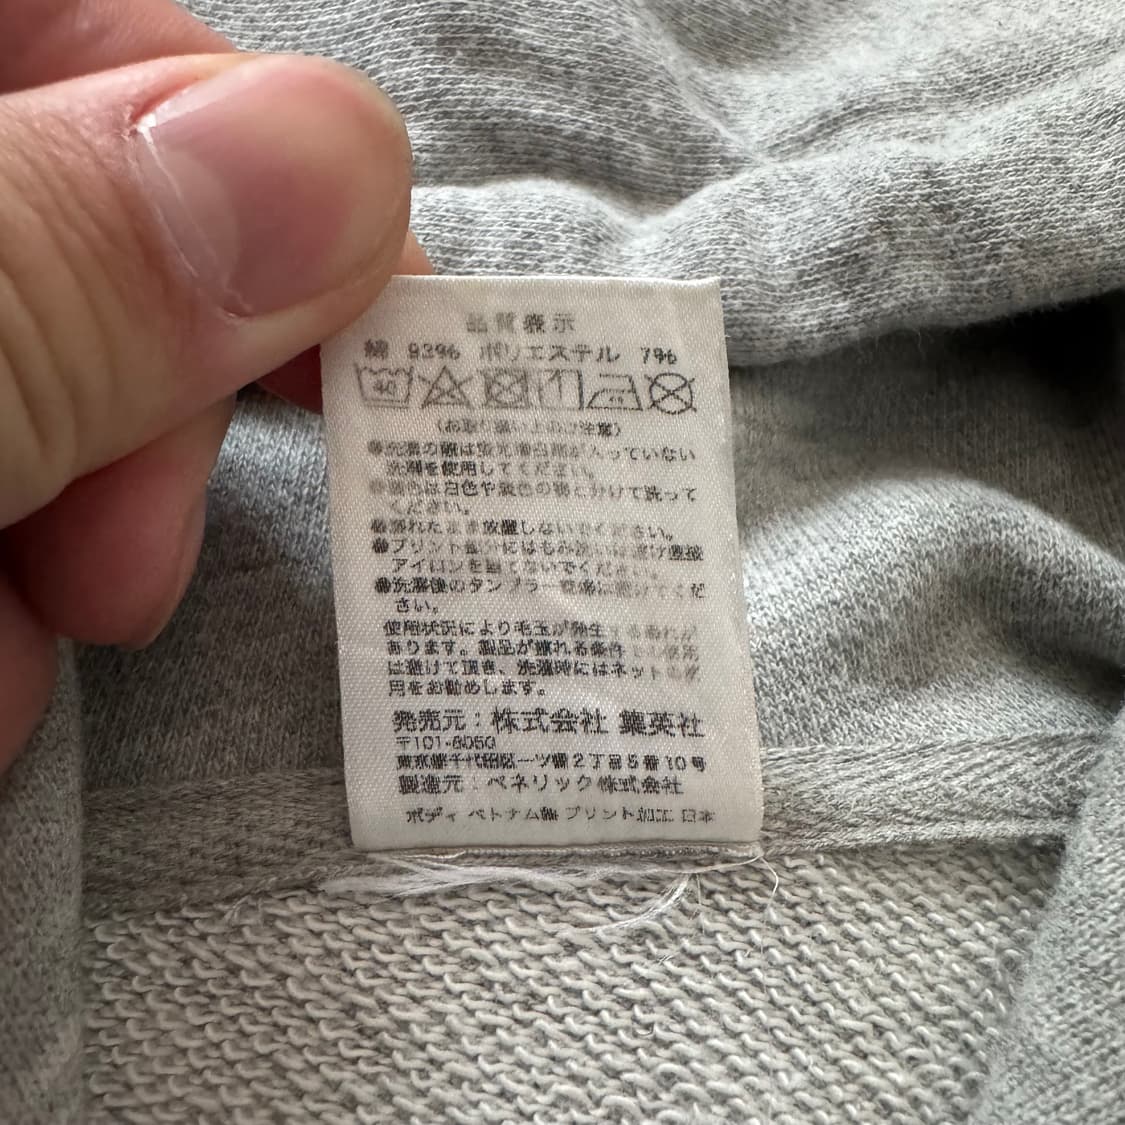 品質表示
綿 93% ポリエステル 7%
40
(お取り扱い上のご注意)
●洗濯の際は蛍光増白剤が入っていない
洗剤を使用してください。
●濃色は白色や淡色の物と分けて洗って
ください。
●濡れたまま放置しないでください。
●プリント部分にはもみ洗いは避け直接
アイロンを当てないでください。
●洗濯後のタンブラー乾燥は避けてくだ
さい。
使用状況により毛玉が発生する恐れが
あります。製品が擦れる条件での使用
は避けて頂き、洗濯時にはネットの使
用をお勧めします。
発売元：株式会社 集英社
〒101-8050
東京都千代田区一ツ橋2丁目5番10号
製造元：ベネリック株式会社
ボディ ベトナム製 プリント加工 日本